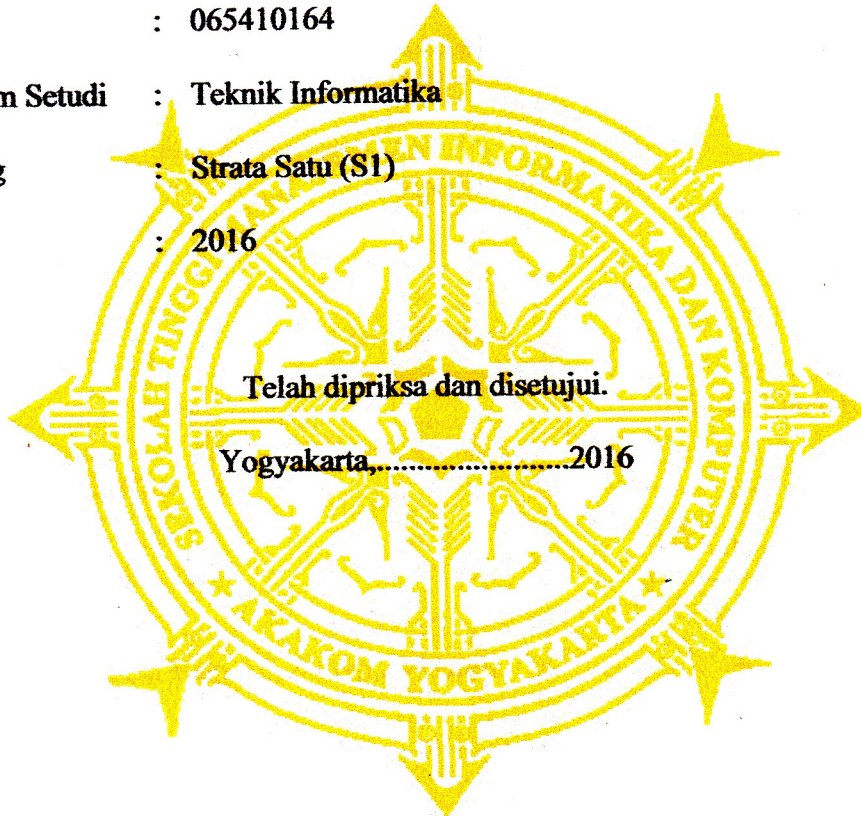 : 065410164
m Setudi : Teknik Informatika
g : Strata Satu (S1)
: 2016
Telah dipriksa dan disetujui.
Yogyakarta,.........................2016
SEKOLAH TINGGI MANAJEMEN INFORMATIKA DAN KOMPUTER
★ AKAKOM YOGYAKARTA ★